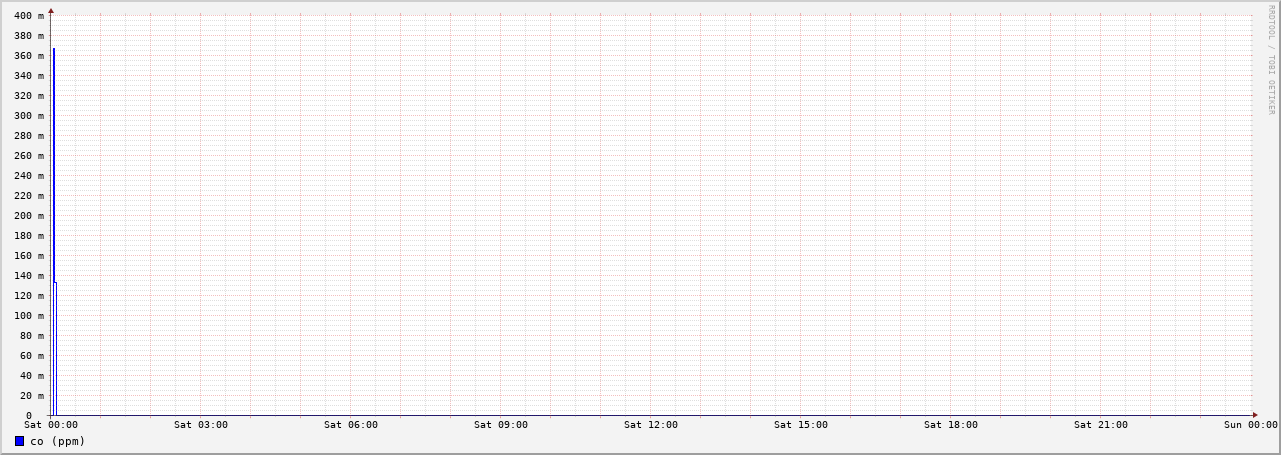 400 m
380 m
360 m
340 m
320 m
300 m
280 m
260 m
240 m
220 m
200 m
180 m
160 m
140 m
120 m
100 m
80 m
60 m
40 m
20 m
0
Sat 00:00 Sat 03:00 Sat 06:00 Sat 09:00 Sat 12:00 Sat 15:00 Sat 18:00 Sat 21:00 Sun 00:00
co (ppm)
RRDTOOL / TOBI OETIKER